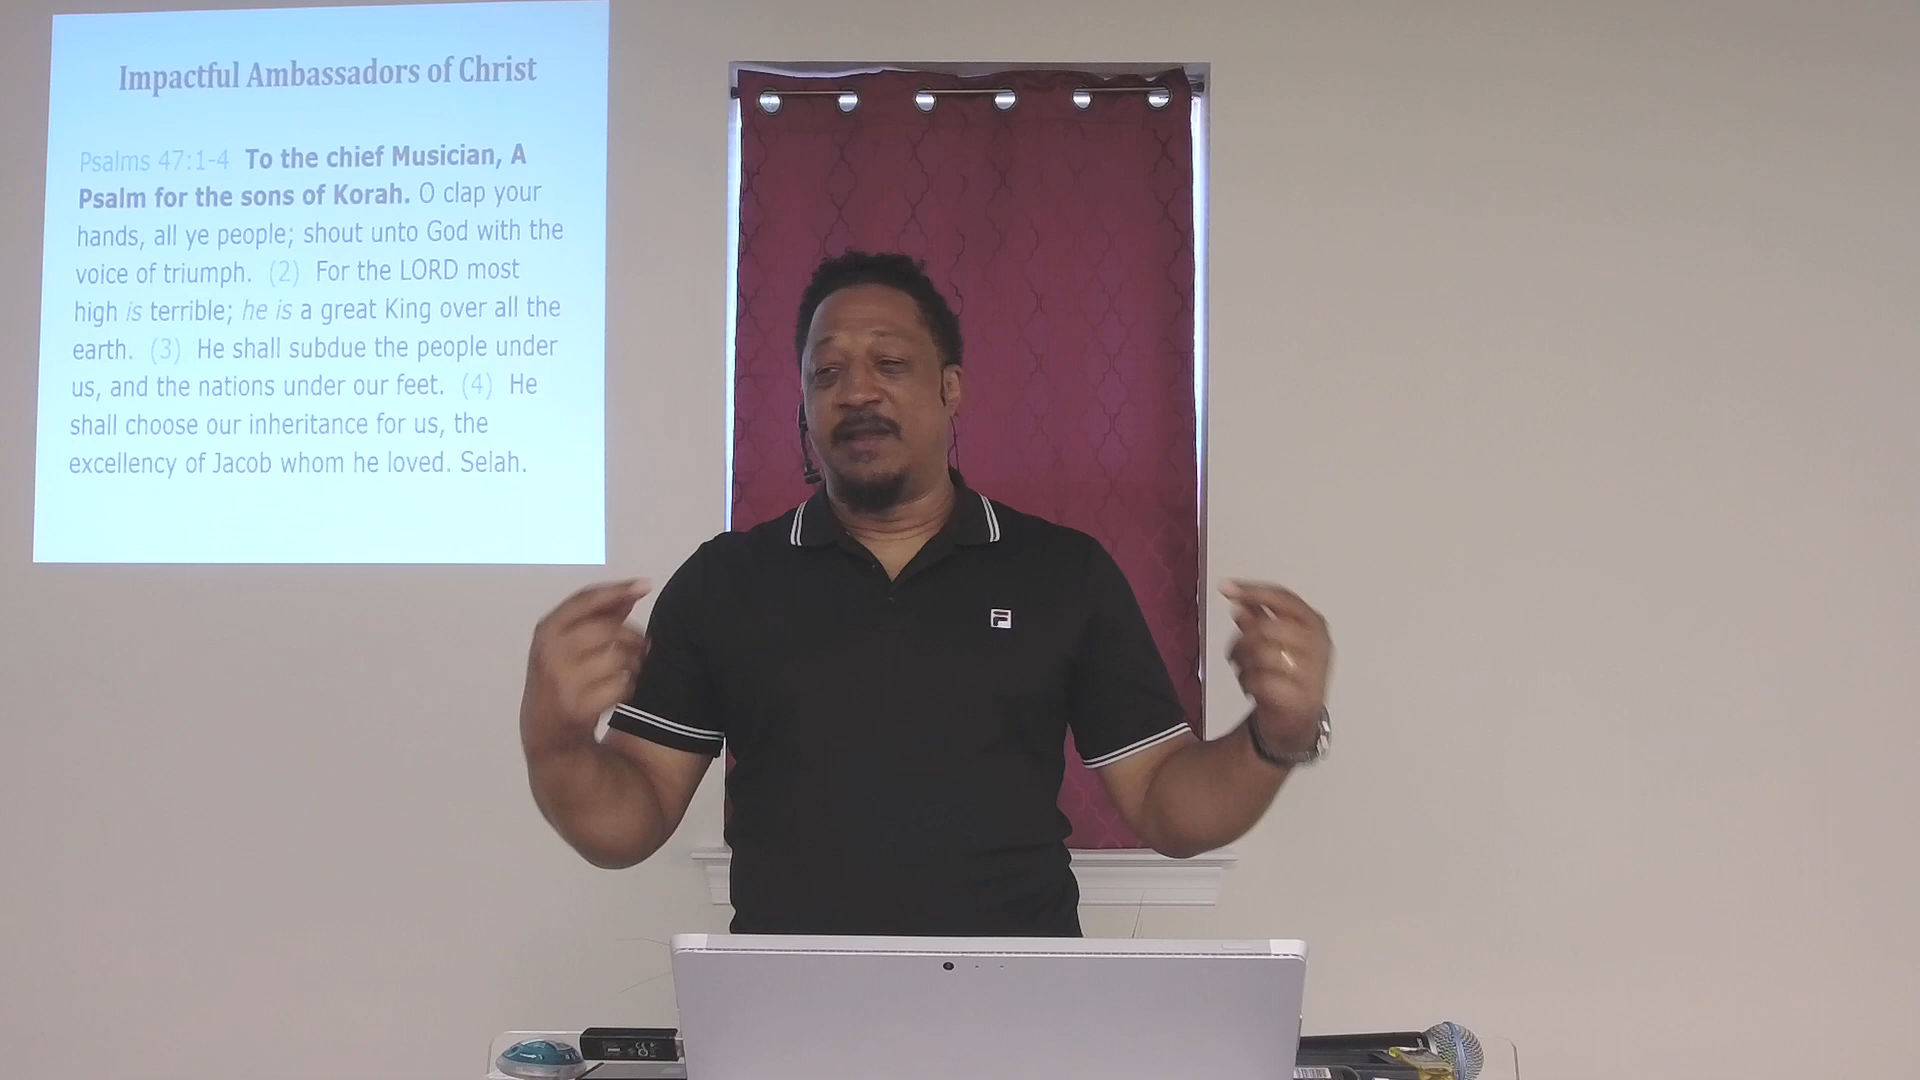 Impactful Ambassadors of Christ
Psalms 47:1-4 To the chief Musician, A
Psalm for the sons of Korah. O clap your
hands, all ye people; shout unto God with the
voice of triumph. (2) For the LORD most
high is terrible; he is a great King over all the
earth. (3) He shall subdue the people under
us, and the nations under our feet. (4) He
shall choose our inheritance for us, the
excellency of Jacob whom he loved. Selah.